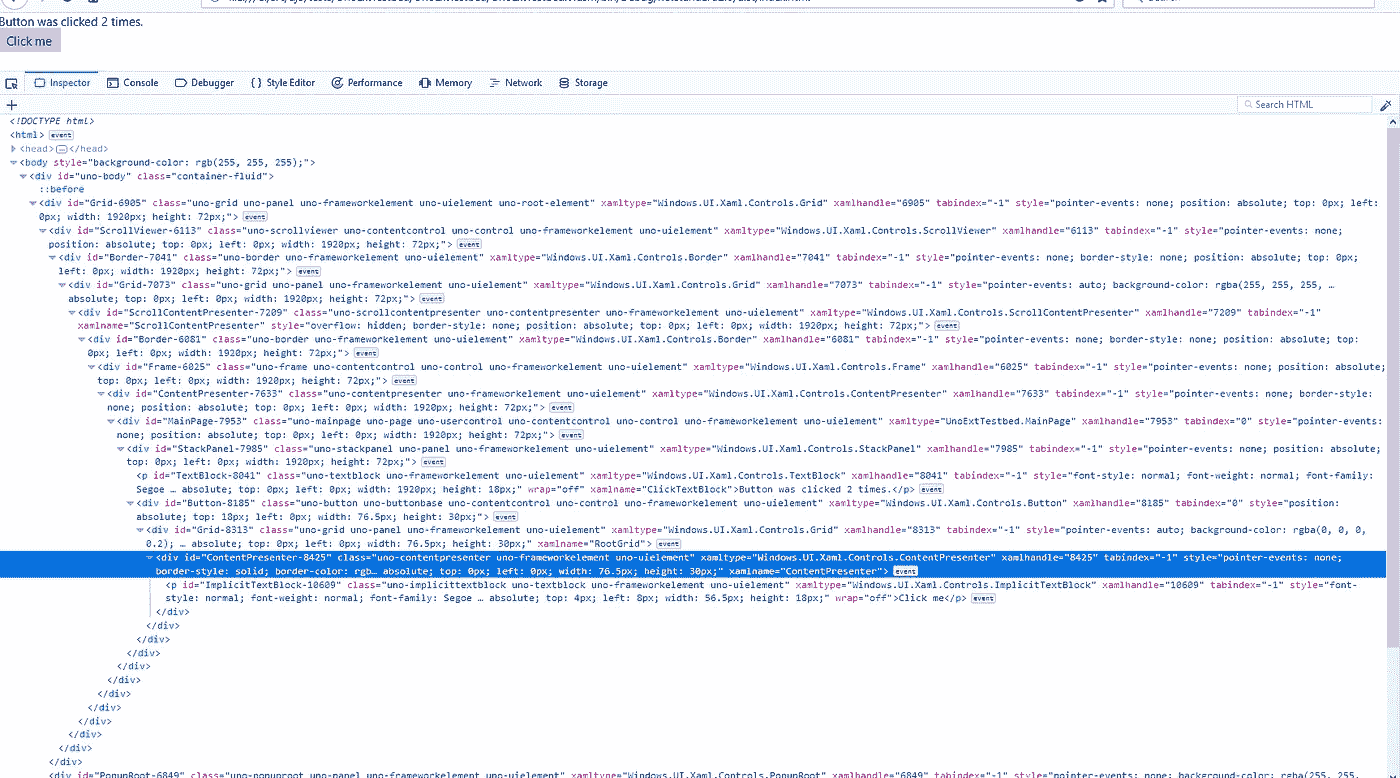 Button was clicked 2 times.
Click me
Inspector Console Debugger Style Editor Performance Memory Network Storage
Search HTML
<!DOCTYPE html>
<html> event
<head></head>
<body style="background-color: rgb(255, 255, 255);">
<div id="uno-body" class="container-fluid">
::before
<div id="Grid-6905" class="uno-grid uno-panel uno-frameworkelement uno-uielement uno-root-element" xamltype="Windows.UI.Xaml.Controls.Grid" xamlhandle="6905" tabindex="-1" style="pointer-events: none; position: absolute; top: 0px; left:
0px; width: 1920px; height: 72px;"> event
<div id="ScrollViewer-6113" class="uno-scrollviewer uno-contentcontrol uno-control uno-frameworkelement uno-uielement" xamltype="Windows.UI.Xaml.Controls.ScrollViewer" xamlhandle="6113" tabindex="-1" style="pointer-events: none;
position: absolute; top: 0px; left: 0px; width: 1920px; height: 72px;"> event
<div id="Border-7041" class="uno-border uno-frameworkelement uno-uielement" xamltype="Windows.UI.Xaml.Controls.Border" xamlhandle="7041" tabindex="-1" style="pointer-events: none; border-style: none; position: absolute; top: 0px;
left: 0px; width: 1920px; height: 72px;"> event
<div id="Grid-7073" class="uno-grid uno-panel uno-frameworkelement uno-uielement" xamltype="Windows.UI.Xaml.Controls.Grid" xamlhandle="7073" tabindex="-1" style="pointer-events: auto; background-color: rgba(255, 255, 255, …
absolute; top: 0px; left: 0px; width: 1920px; height: 72px;"> event
<div id="ScrollContentPresenter-7209" class="uno-scrollcontentpresenter uno-contentpresenter uno-frameworkelement uno-uielement" xamltype="Windows.UI.Xaml.Controls.ScrollContentPresenter" xamlhandle="7209" tabindex="-1"
xamlname="ScrollContentPresenter" style="overflow: hidden; border-style: none; position: absolute; top: 0px; left: 0px; width: 1920px; height: 72px;"> event
<div id="Border-6081" class="uno-border uno-frameworkelement uno-uielement" xamltype="Windows.UI.Xaml.Controls.Border" xamlhandle="6081" tabindex="-1" style="pointer-events: none; border-style: none; position: absolute; top:
0px; left: 0px; width: 1920px; height: 72px;"> event
<div id="Frame-6025" class="uno-frame uno-contentcontrol uno-control uno-frameworkelement uno-uielement" xamltype="Windows.UI.Xaml.Controls.Frame" xamlhandle="6025" tabindex="-1" style="pointer-events: none; position: absolute;
top: 0px; left: 0px; width: 1920px; height: 72px;"> event
<div id="ContentPresenter-7633" class="uno-contentpresenter uno-frameworkelement uno-uielement" xamltype="Windows.UI.Xaml.Controls.ContentPresenter" xamlhandle="7633" tabindex="-1" style="pointer-events: none; border-style:
none; position: absolute; top: 0px; left: 0px; width: 1920px; height: 72px;"> event
<div id="MainPage-7953" class="uno-mainpage uno-page uno-usercontrol uno-contentcontrol uno-control uno-frameworkelement uno-uielement" xamltype="UnoExtTestbed.MainPage" xamlhandle="7953" tabindex="0" style="pointer-events:
none; position: absolute; top: 0px; left: 0px; width: 1920px; height: 72px;"> event
<div id="StackPanel-7985" class="uno-stackpanel uno-panel uno-frameworkelement uno-uielement" xamltype="Windows.UI.Xaml.Controls.StackPanel" xamlhandle="7985" tabindex="-1" style="pointer-events: none; position: absolute;
top: 0px; left: 0px; width: 1920px; height: 72px;"> event
<p id="TextBlock-8041" class="uno-textblock uno-frameworkelement uno-uielement" xamltype="Windows.UI.Xaml.Controls.TextBlock" xamlhandle="8041" tabindex="-1" style="font-style: normal; font-weight: normal; font-family:
Segoe … absolute; top: 0px; left: 0px; width: 1920px; height: 18px;" wrap="off" xamlname="ClickTextBlock">Button was clicked 2 times.</p> event
<div id="Button-8185" class="uno-button uno-buttonbase uno-contentcontrol uno-control uno-frameworkelement uno-uielement" xamltype="Windows.UI.Xaml.Controls.Button" xamlhandle="8185" tabindex="0" style="position:
absolute; top: 18px; left: 0px; width: 76.5px; height: 30px;"> event
<div id="Grid-8313" class="uno-grid uno-panel uno-frameworkelement uno-uielement" xamltype="Windows.UI.Xaml.Controls.Grid" xamlhandle="8313" tabindex="-1" style="pointer-events: auto; background-color: rgba(0, 0, 0,
0.2); … absolute; top: 0px; left: 0px; width: 76.5px; height: 30px;" xamlname="RootGrid"> event
<div id="ContentPresenter-8425" class="uno-contentpresenter uno-frameworkelement uno-uielement" xamltype="Windows.UI.Xaml.Controls.ContentPresenter" xamlhandle="8425" tabindex="-1" style="pointer-events: none;
border-style: solid; border-color: rgb… absolute; top: 0px; left: 0px; width: 76.5px; height: 30px;" xamlname="ContentPresenter"> event
<p id="ImplicitTextBlock-10609" class="uno-implicittextblock uno-textblock uno-frameworkelement uno-uielement" xamltype="Windows.UI.Xaml.Controls.ImplicitTextBlock" xamlhandle="10609" tabindex="-1" style="font-
style: normal; font-weight: normal; font-family: Segoe … absolute; top: 4px; left: 8px; width: 56.5px; height: 18px;" wrap="off">Click me</p> event
</div>
</div>
</div>
</div>
</div>
</div>
</div>
</div>
</div>
</div>
</div>
</div>
<div id="PopupRoot-6849" class="uno-popuproot uno-panel uno-frameworkelement uno-uielement" xamltype="Windows.UI.Xaml.Controls.PopupRoot" xamlhandle="6849" tabindex="-1" style="pointer-events: none; background-color: rgba(255, 255,